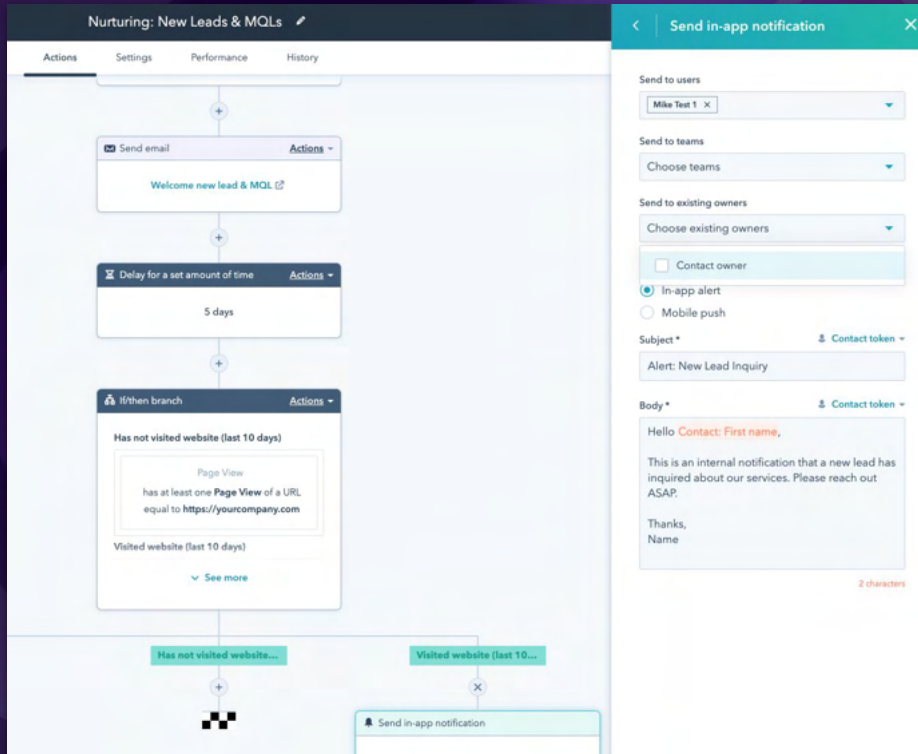 Nurturing: New Leads & MQLs
Actions Settings Performance History
Send email Actions
Welcome new lead & MQL
Delay for a set amount of time Actions
5 days
If/then branch Actions
Has not visited website (last 10 days)
Page View
has at least one Page View of a URL
equal to https://yourcompany.com
Visited website (last 10 days)
See more
Has not visited website...
Visited website (last 10...
Send in-app notification
Send in-app notification
Send to users
Mike Test 1
Send to teams
Choose teams
Send to existing owners
Choose existing owners
Contact owner
In-app alert
Mobile push
Subject * Contact token
Alert: New Lead Inquiry
Body * Contact token
Hello Contact: First name,
This is an internal notification that a new lead has
inquired about our services. Please reach out
ASAP.
Thanks,
Name
2 characters